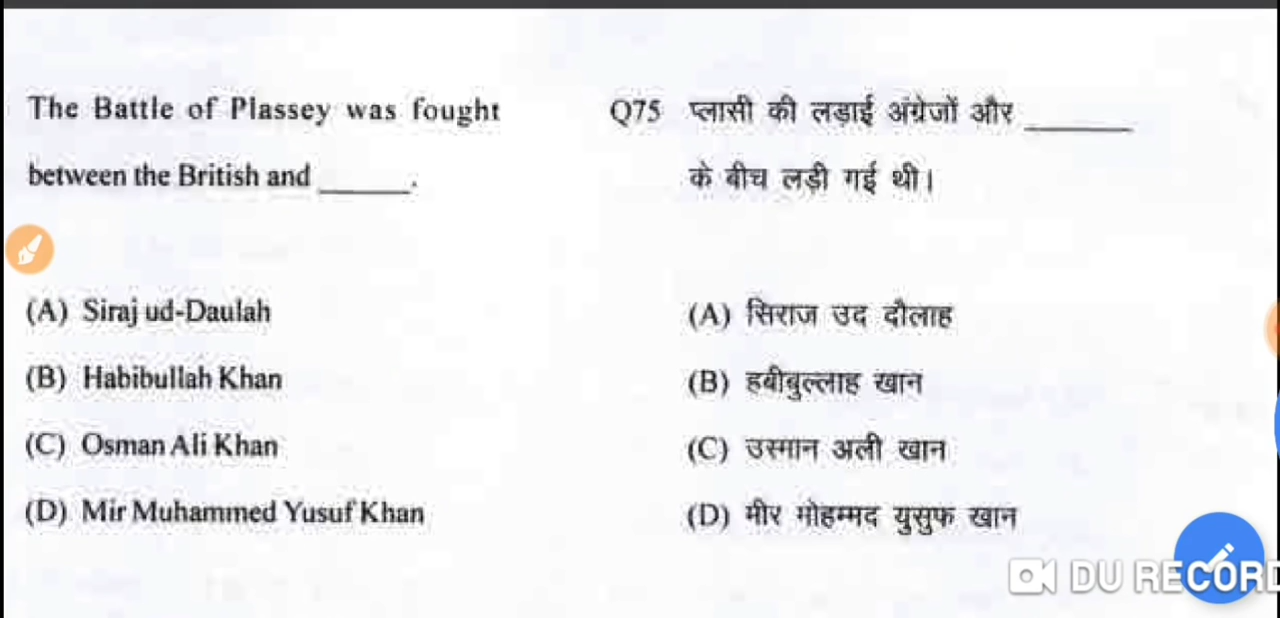 The Battle of Plassey was fought
between the British and ______.
(A) Siraj ud-Daulah
(B) Habibullah Khan
(C) Osman Ali Khan
(D) Mir Muhammed Yusuf Khan
Q75 प्लासी की लड़ाई अंग्रेजों और ______
के बीच लड़ी गई थी।
(A) सिराज उद दौलाह
(B) हबीबुल्लाह खान
(C) उस्मान अली खान
(D) मीर मोहम्मद युसुफ खान
DU RECORD